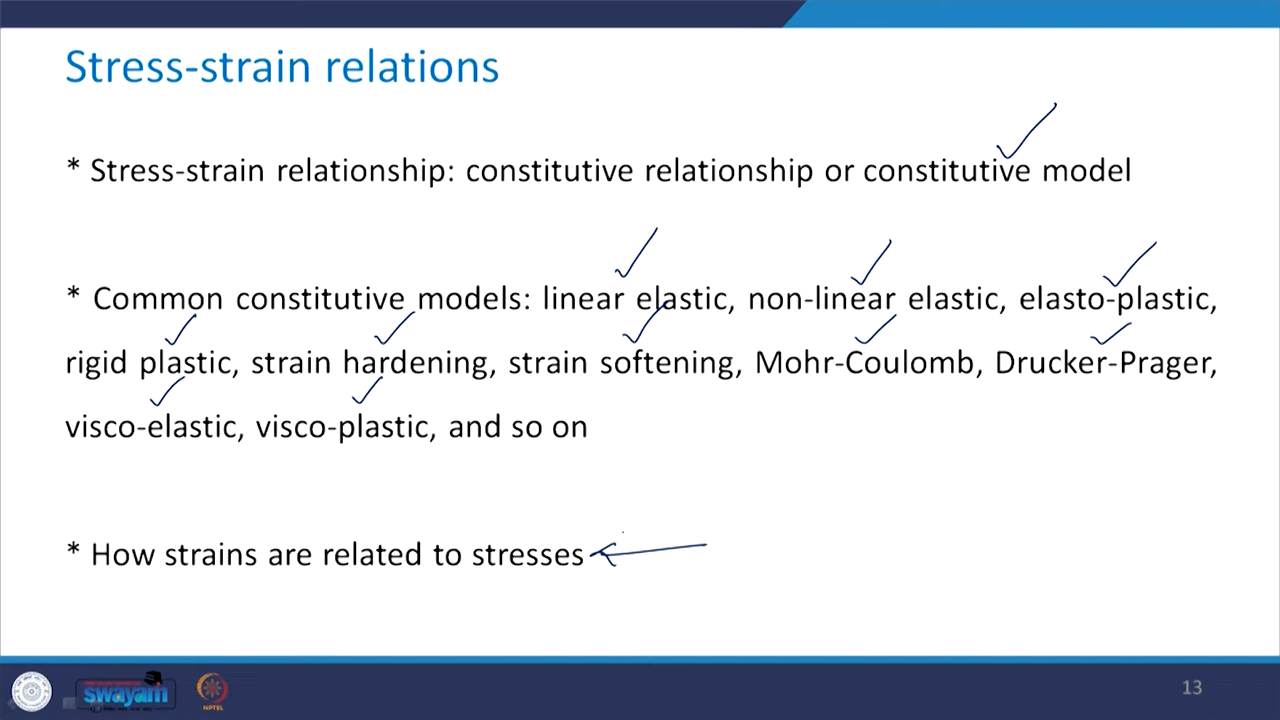 Stress-strain relations
* Stress-strain relationship: constitutive relationship or constitutive model
* Common constitutive models: linear elastic, non-linear elastic, elasto-plastic,
rigid plastic, strain hardening, strain softening, Mohr-Coulomb, Drucker-Prager,
visco-elastic, visco-plastic, and so on
* How strains are related to stresses
swayam
NPTEL
13